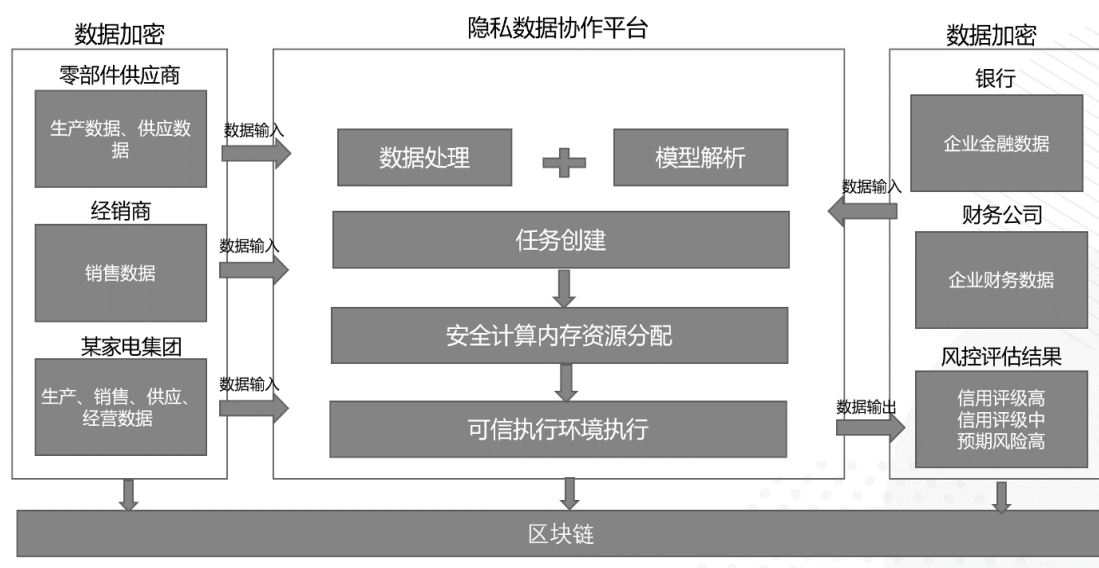 数据加密
零部件供应商
生产数据、供应数
据
数据输入
经销商
销售数据
数据输入
某家电集团
生产、销售、供应、
经营数据
数据输入
隐私数据协作平台
数据处理
模型解析
任务创建
安全计算内存资源分配
可信执行环境执行
数据加密
银行
企业金融数据
数据输入
财务公司
企业财务数据
风控评估结果
数据输出
信用评级高
信用评级中
预期风险高
区块链